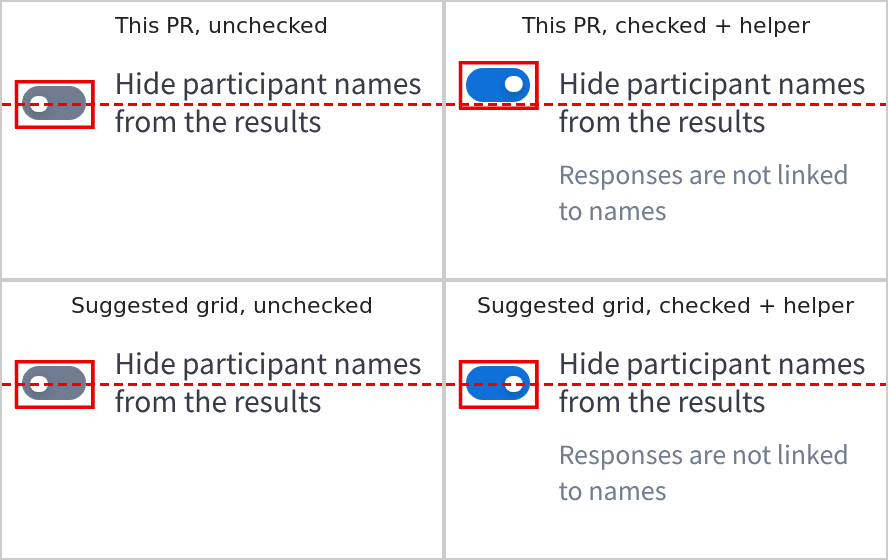 This PR, unchecked
Hide participant names
from the results
This PR, checked + helper
Hide participant names
from the results
Responses are not linked
to names
Suggested grid, unchecked
Hide participant names
from the results
Suggested grid, checked + helper
Hide participant names
from the results
Responses are not linked
to names